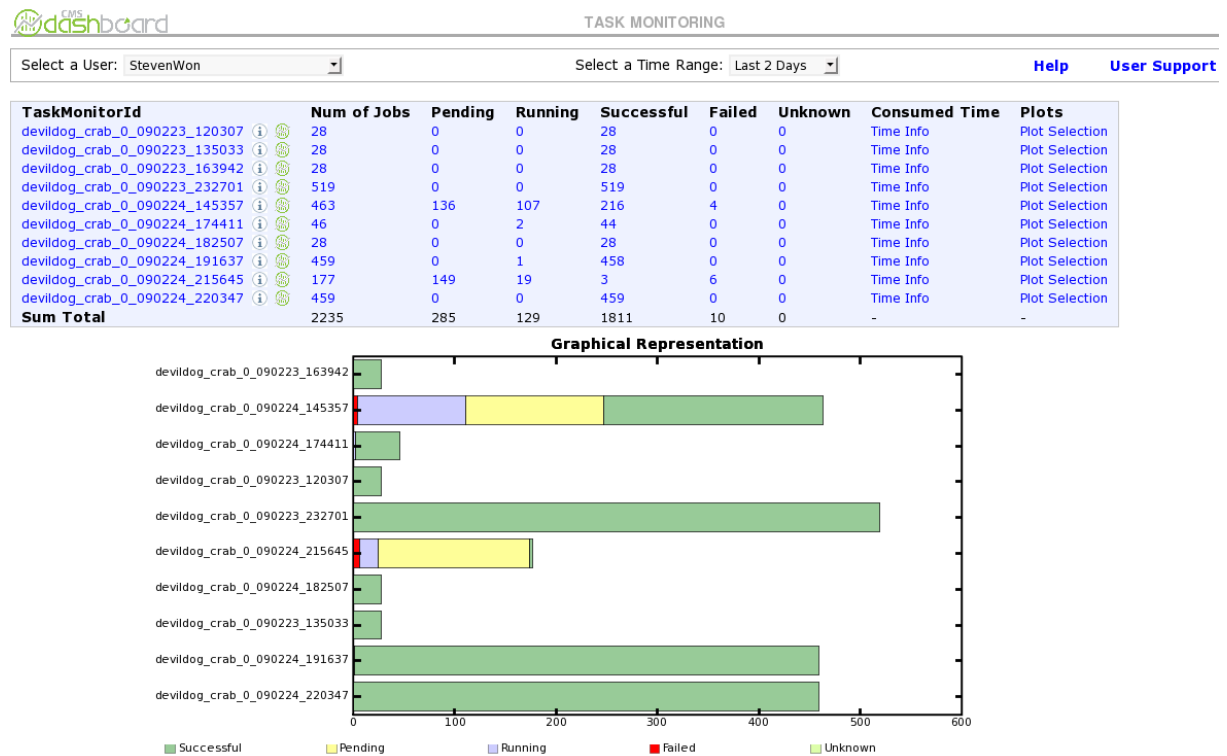 CMS
dashboard
TASK MONITORING
Select a User: StevenWon Select a Time Range: Last 2 Days Help User Support
TaskMonitorId Num of Jobs Pending Running Successful Failed Unknown Consumed Time Plots
devildog_crab_0_090223_120307 i 28 0 0 28 0 0 Time Info Plot Selection
devildog_crab_0_090223_135033 i 28 0 0 28 0 0 Time Info Plot Selection
devildog_crab_0_090223_163942 i 28 0 0 28 0 0 Time Info Plot Selection
devildog_crab_0_090223_232701 i 519 0 0 519 0 0 Time Info Plot Selection
devildog_crab_0_090224_145357 i 463 136 107 216 4 0 Time Info Plot Selection
devildog_crab_0_090224_174411 i 46 0 2 44 0 0 Time Info Plot Selection
devildog_crab_0_090224_182507 i 28 0 0 28 0 0 Time Info Plot Selection
devildog_crab_0_090224_191637 i 459 0 1 458 0 0 Time Info Plot Selection
devildog_crab_0_090224_215645 i 177 149 19 3 6 0 Time Info Plot Selection
devildog_crab_0_090224_220347 i 459 0 0 459 0 0 Time Info Plot Selection
Sum Total 2235 285 129 1811 10 0 - -
Graphical Representation
devildog_crab_0_090223_163942
devildog_crab_0_090224_145357
devildog_crab_0_090224_174411
devildog_crab_0_090223_120307
devildog_crab_0_090223_232701
devildog_crab_0_090224_215645
devildog_crab_0_090224_182507
devildog_crab_0_090223_135033
devildog_crab_0_090224_191637
devildog_crab_0_090224_220347
0 100 200 300 400 500 600
Successful Pending Running Failed Unknown